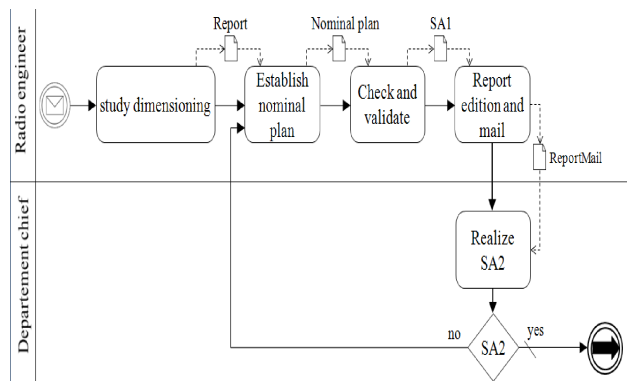 Radio engineer
Report
Nominal plan
SA1
study dimensioning
Establish
nominal
plan
Check and
validate
Report
edition and
mail
ReportMail
Departement chief
Realize
SA2
no
SA2
yes